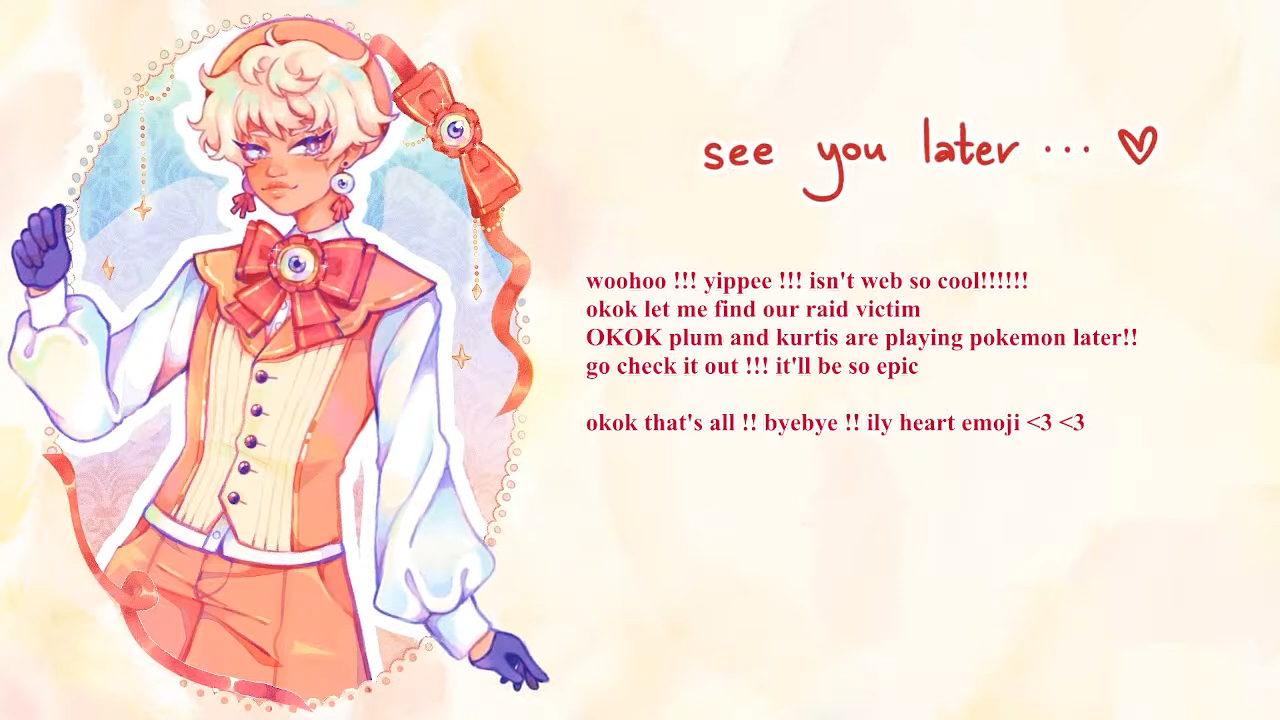 see you later ... ♡
woohoo !!! yippee !!! isn't web so cool!!!!!!
okok let me find our raid victim
OKOK plum and kurtis are playing pokemon later!!
go check it out !!! it'll be so epic
okok that's all !! byebye !! ily heart emoji <3 <3